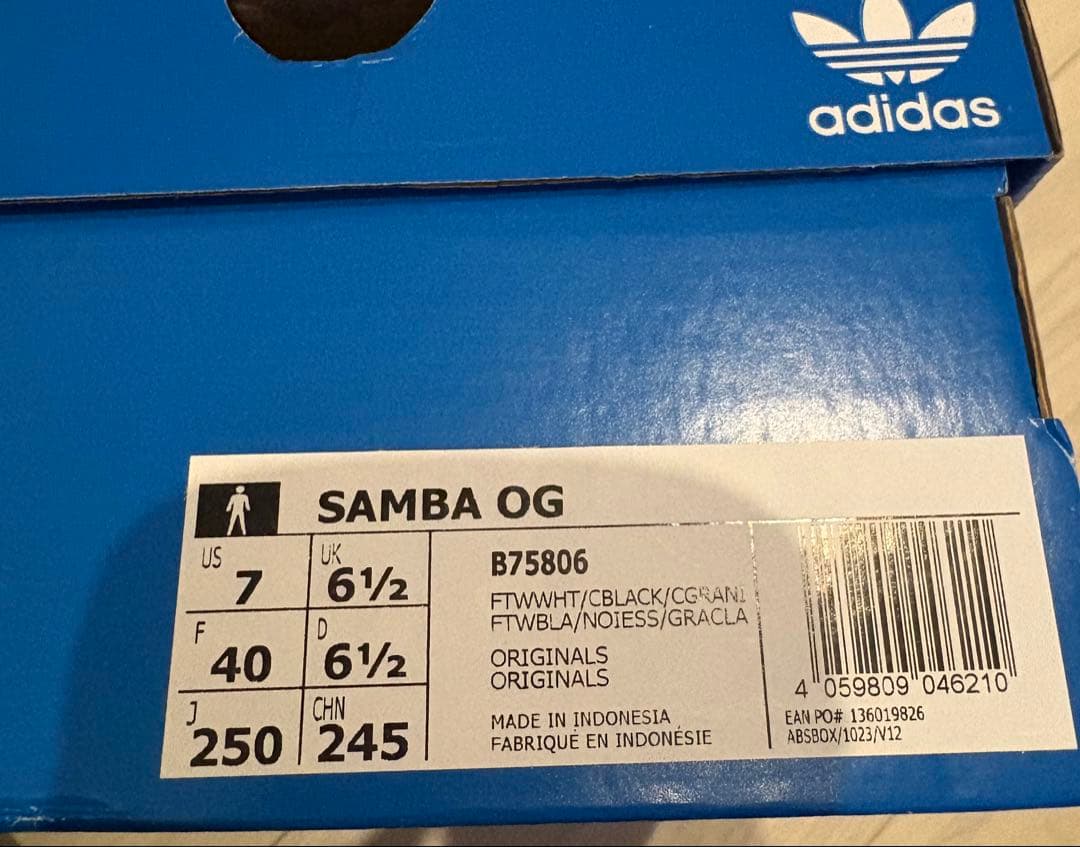 adidas
SAMBA OG
US 7 UK 6½
F 40 D 6½
J 250 CHN 245
B75806
FTWWHT/CBLACK/CGRANI
FTWBLA/NOIESS/GRACLA
ORIGINALS
ORIGINALS
MADE IN INDONESIA
FABRIQUÉ EN INDONÉSIE
4 059809 046210
EAN PO# 136019826
ABSBOX/1023/V12